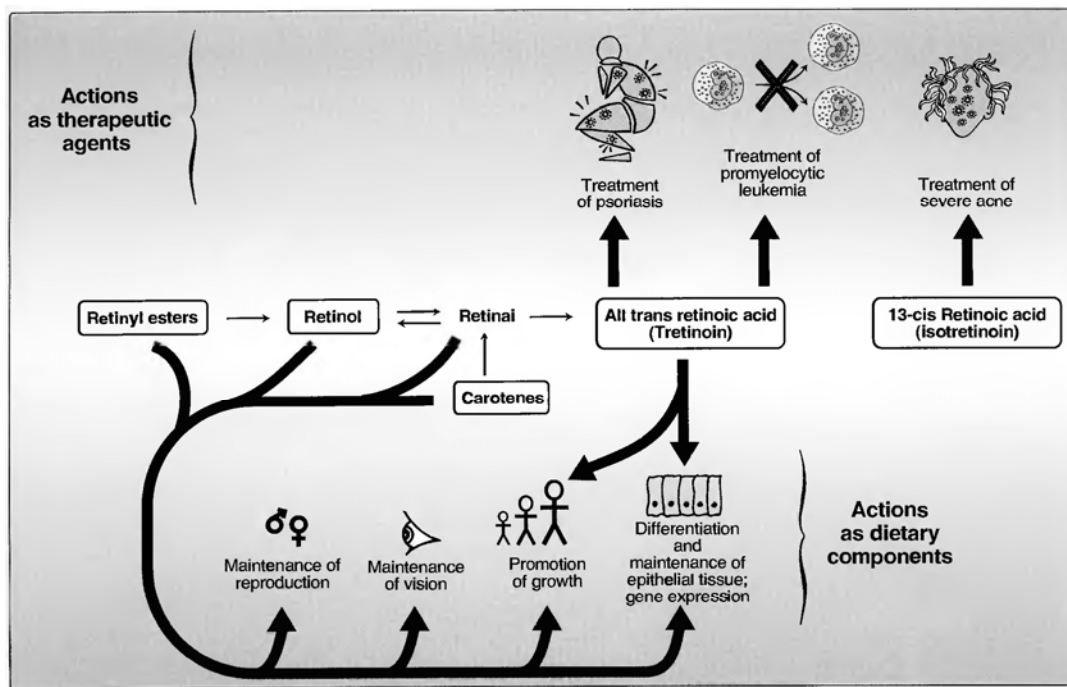 Actions
as therapeutic
agents
Treatment
of psoriasis
Treatment of
promyelocytic
leukemia
Treatment of
severe acne
Retinyl esters
Retinol
Retinal
All trans retinoic acid
(Tretinoin)
13-cis Retinoic acid
(isotretinoin)
Carotenes
Maintenance of
reproduction
Maintenance
of vision
Promotion
of growth
Differentiation
and
maintenance of
epithelial tissue;
gene expression
Actions
as dietary
components